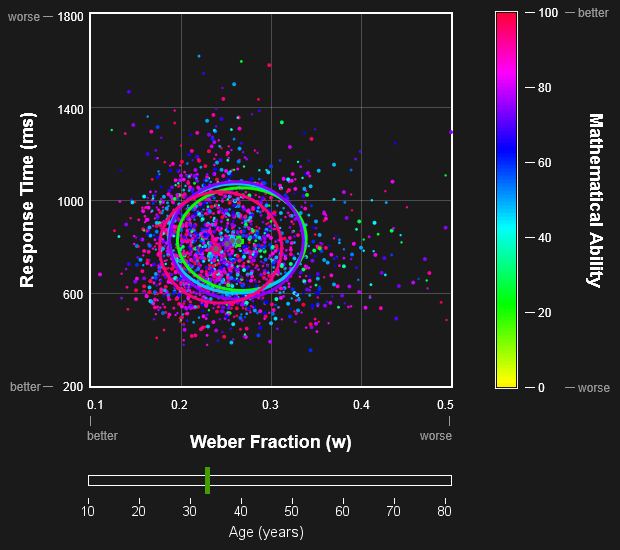 worse
1800
1400
1000
600
better
200
Response Time (ms)
0.1
0.2
0.3
0.4
0.5
better
worse
Weber Fraction (w)
10
20
30
40
50
60
70
80
Age (years)
100
better
80
60
40
20
0
worse
Mathematical Ability